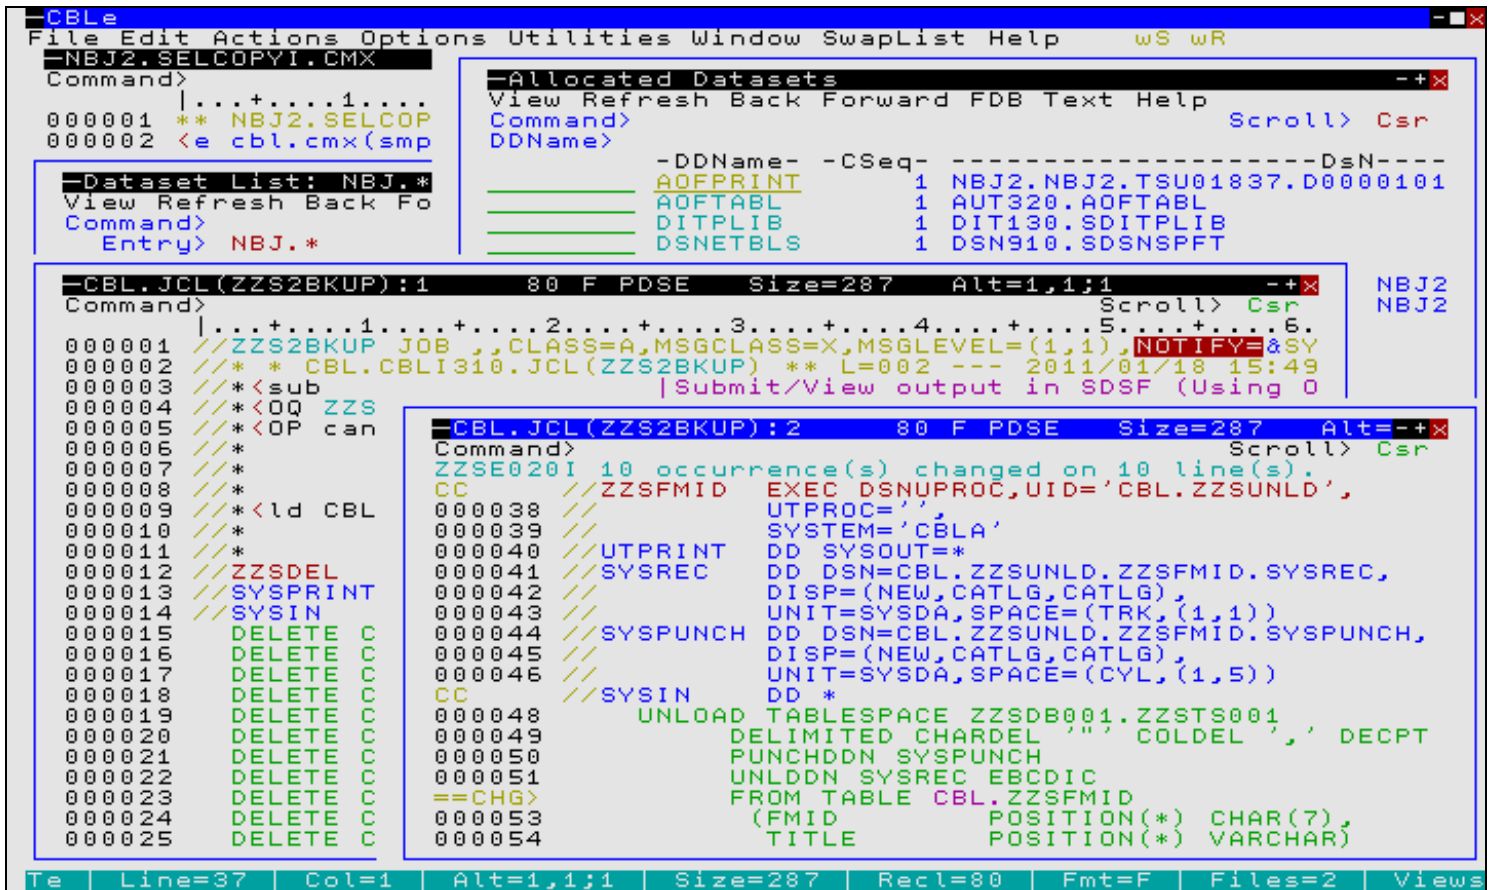 CBLe
File Edit Actions Options Utilities Window SwapList Help wS wR
NBJ2.SELCOPYI.CMX
Command>
|...+....1....
000001 ** NBJ2.SELCOP
000002 <e cbl.cmx(smp
Allocated Datasets
View Refresh Back Forward FDB Text Help
Command> Scroll> Csr
DDName>
-DDName- -CSeq- --------------------DsN----
AOFPRINT 1 NBJ2.NBJ2.TSU01837.D0000101
AOFTABL 1 AUT320.AOFTABL
DITPLIB 1 DIT130.SDITPLIB
DSNETBLS 1 DSN910.SDSNSPFT
NBJ2
NBJ2
Dataset List: NBJ.*
View Refresh Back Fo
Command>
Entry> NBJ.*
CBL.JCL(ZZS2BKUP):1 80 F PDSE Size=287 Alt=1,1;1
Command> Scroll> Csr
|...+....1....+....2....+....3....+....4....+....5....+....6.
000001 //ZZS2BKUP JOB ,,CLASS=A,MSGCLASS=X,MSGLEVEL=(1,1),NOTIFY=&SY
000002 //* * CBL.CBLI310.JCL(ZZS2BKUP) ** L=002 --- 2011/01/18 15:49
000003 //*<sub |Submit/View output in SDSF (Using O
000004 //*<OQ ZZS
000005 //*<OP can
000006 //*
000007 //*
000008 //*
000009 //*<ld CBL
000010 //*
000011 //*
000012 //ZZSDEL
000013 //SYSPRINT
000014 //SYSIN
000015 DELETE C
000016 DELETE C
000017 DELETE C
000018 DELETE C
000019 DELETE C
000020 DELETE C
000021 DELETE C
000022 DELETE C
000023 DELETE C
000024 DELETE C
000025 DELETE C
CBL.JCL(ZZS2BKUP):2 80 F PDSE Size=287 Alt=
Command> Scroll> Csr
ZZSE020I 10 occurrence(s) changed on 10 line(s).
CC //ZZSFMID EXEC DSNUPROC,UID='CBL.ZZSUNLD',
000038 // UTPROC='',
000039 // SYSTEM='CBLA'
000040 //UTPRINT DD SYSOUT=*
000041 //SYSREC DD DSN=CBL.ZZSUNLD.ZZSFMID.SYSREC,
000042 // DISP=(NEW,CATLG,CATLG),
000043 // UNIT=SYSDA,SPACE=(TRK,(1,1))
000044 //SYSPUNCH DD DSN=CBL.ZZSUNLD.ZZSFMID.SYSPUNCH,
000045 // DISP=(NEW,CATLG,CATLG),
000046 // UNIT=SYSDA,SPACE=(CYL,(1,5))
CC //SYSIN DD *
000048 UNLOAD TABLESPACE ZZSDB001.ZZSTS001
000049 DELIMITED CHARDEL '"' COLDEL ',' DECPT
000050 PUNCHDDN SYSPUNCH
000051 UNLDDN SYSREC EBCDIC
==CHG> FROM TABLE CBL.ZZSFMID
000053 (FMID POSITION(*) CHAR(7),
000054 TITLE POSITION(*) VARCHAR)
Te | Line=37 | Col=1 | Alt=1,1;1 | Size=287 | Recl=80 | Fmt=F | Files=2 | Views